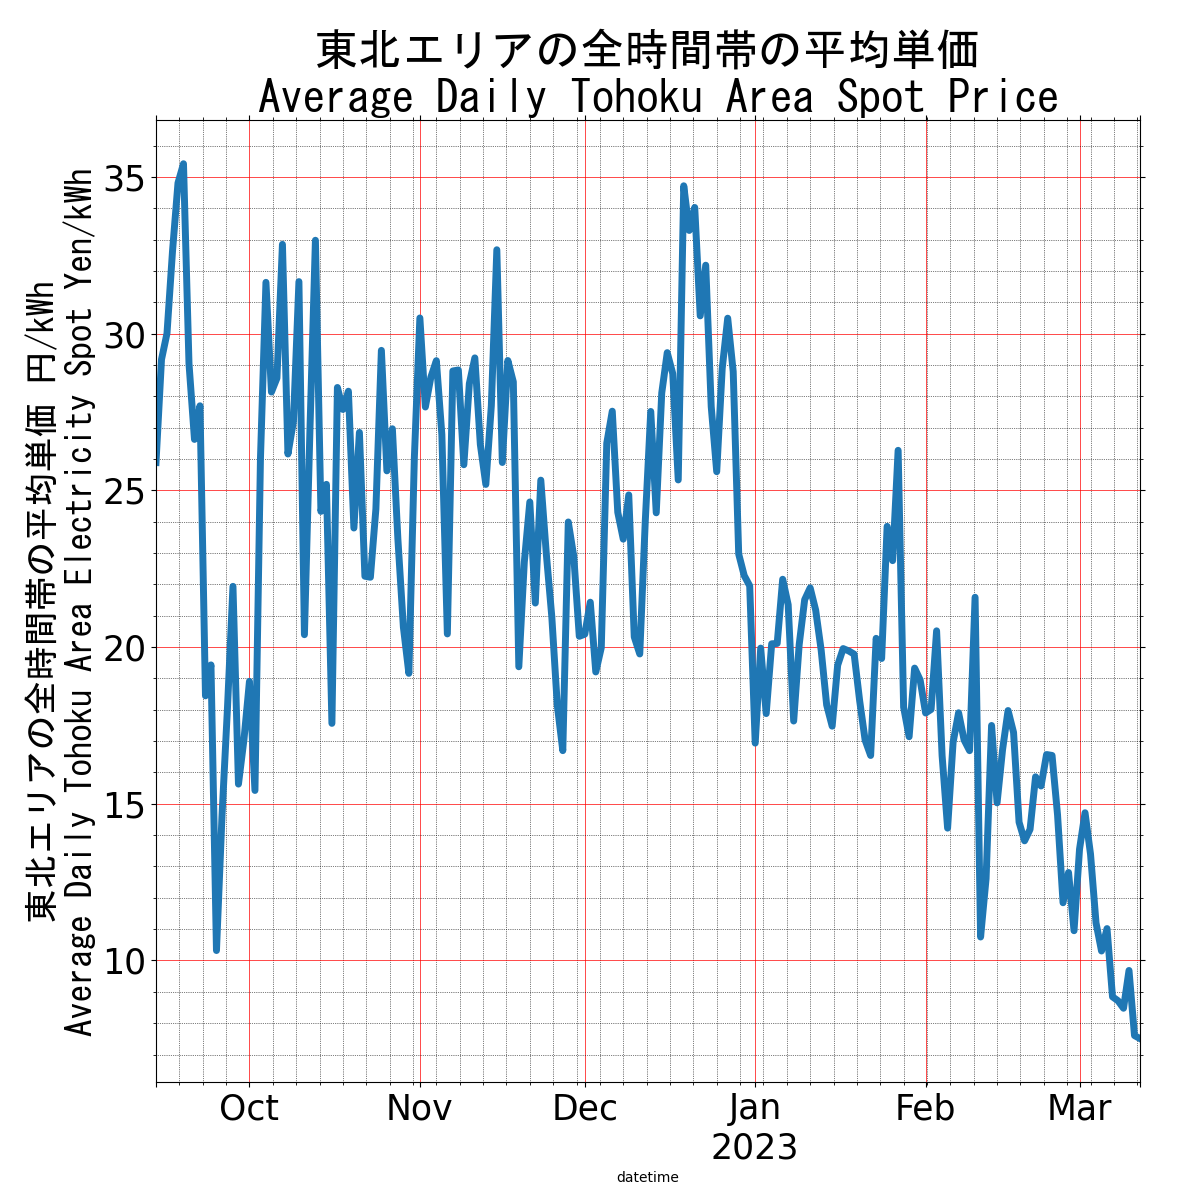 東北エリアの全時間帯の平均単価
Average Daily Tohoku Area Spot Price
東北エリアの全時間帯の平均単価 円/kWh
Average Daily Tohoku Area Electricity Spot Yen/kWh
35
30
25
20
15
10
Oct Nov Dec Jan Feb Mar
2023
datetime